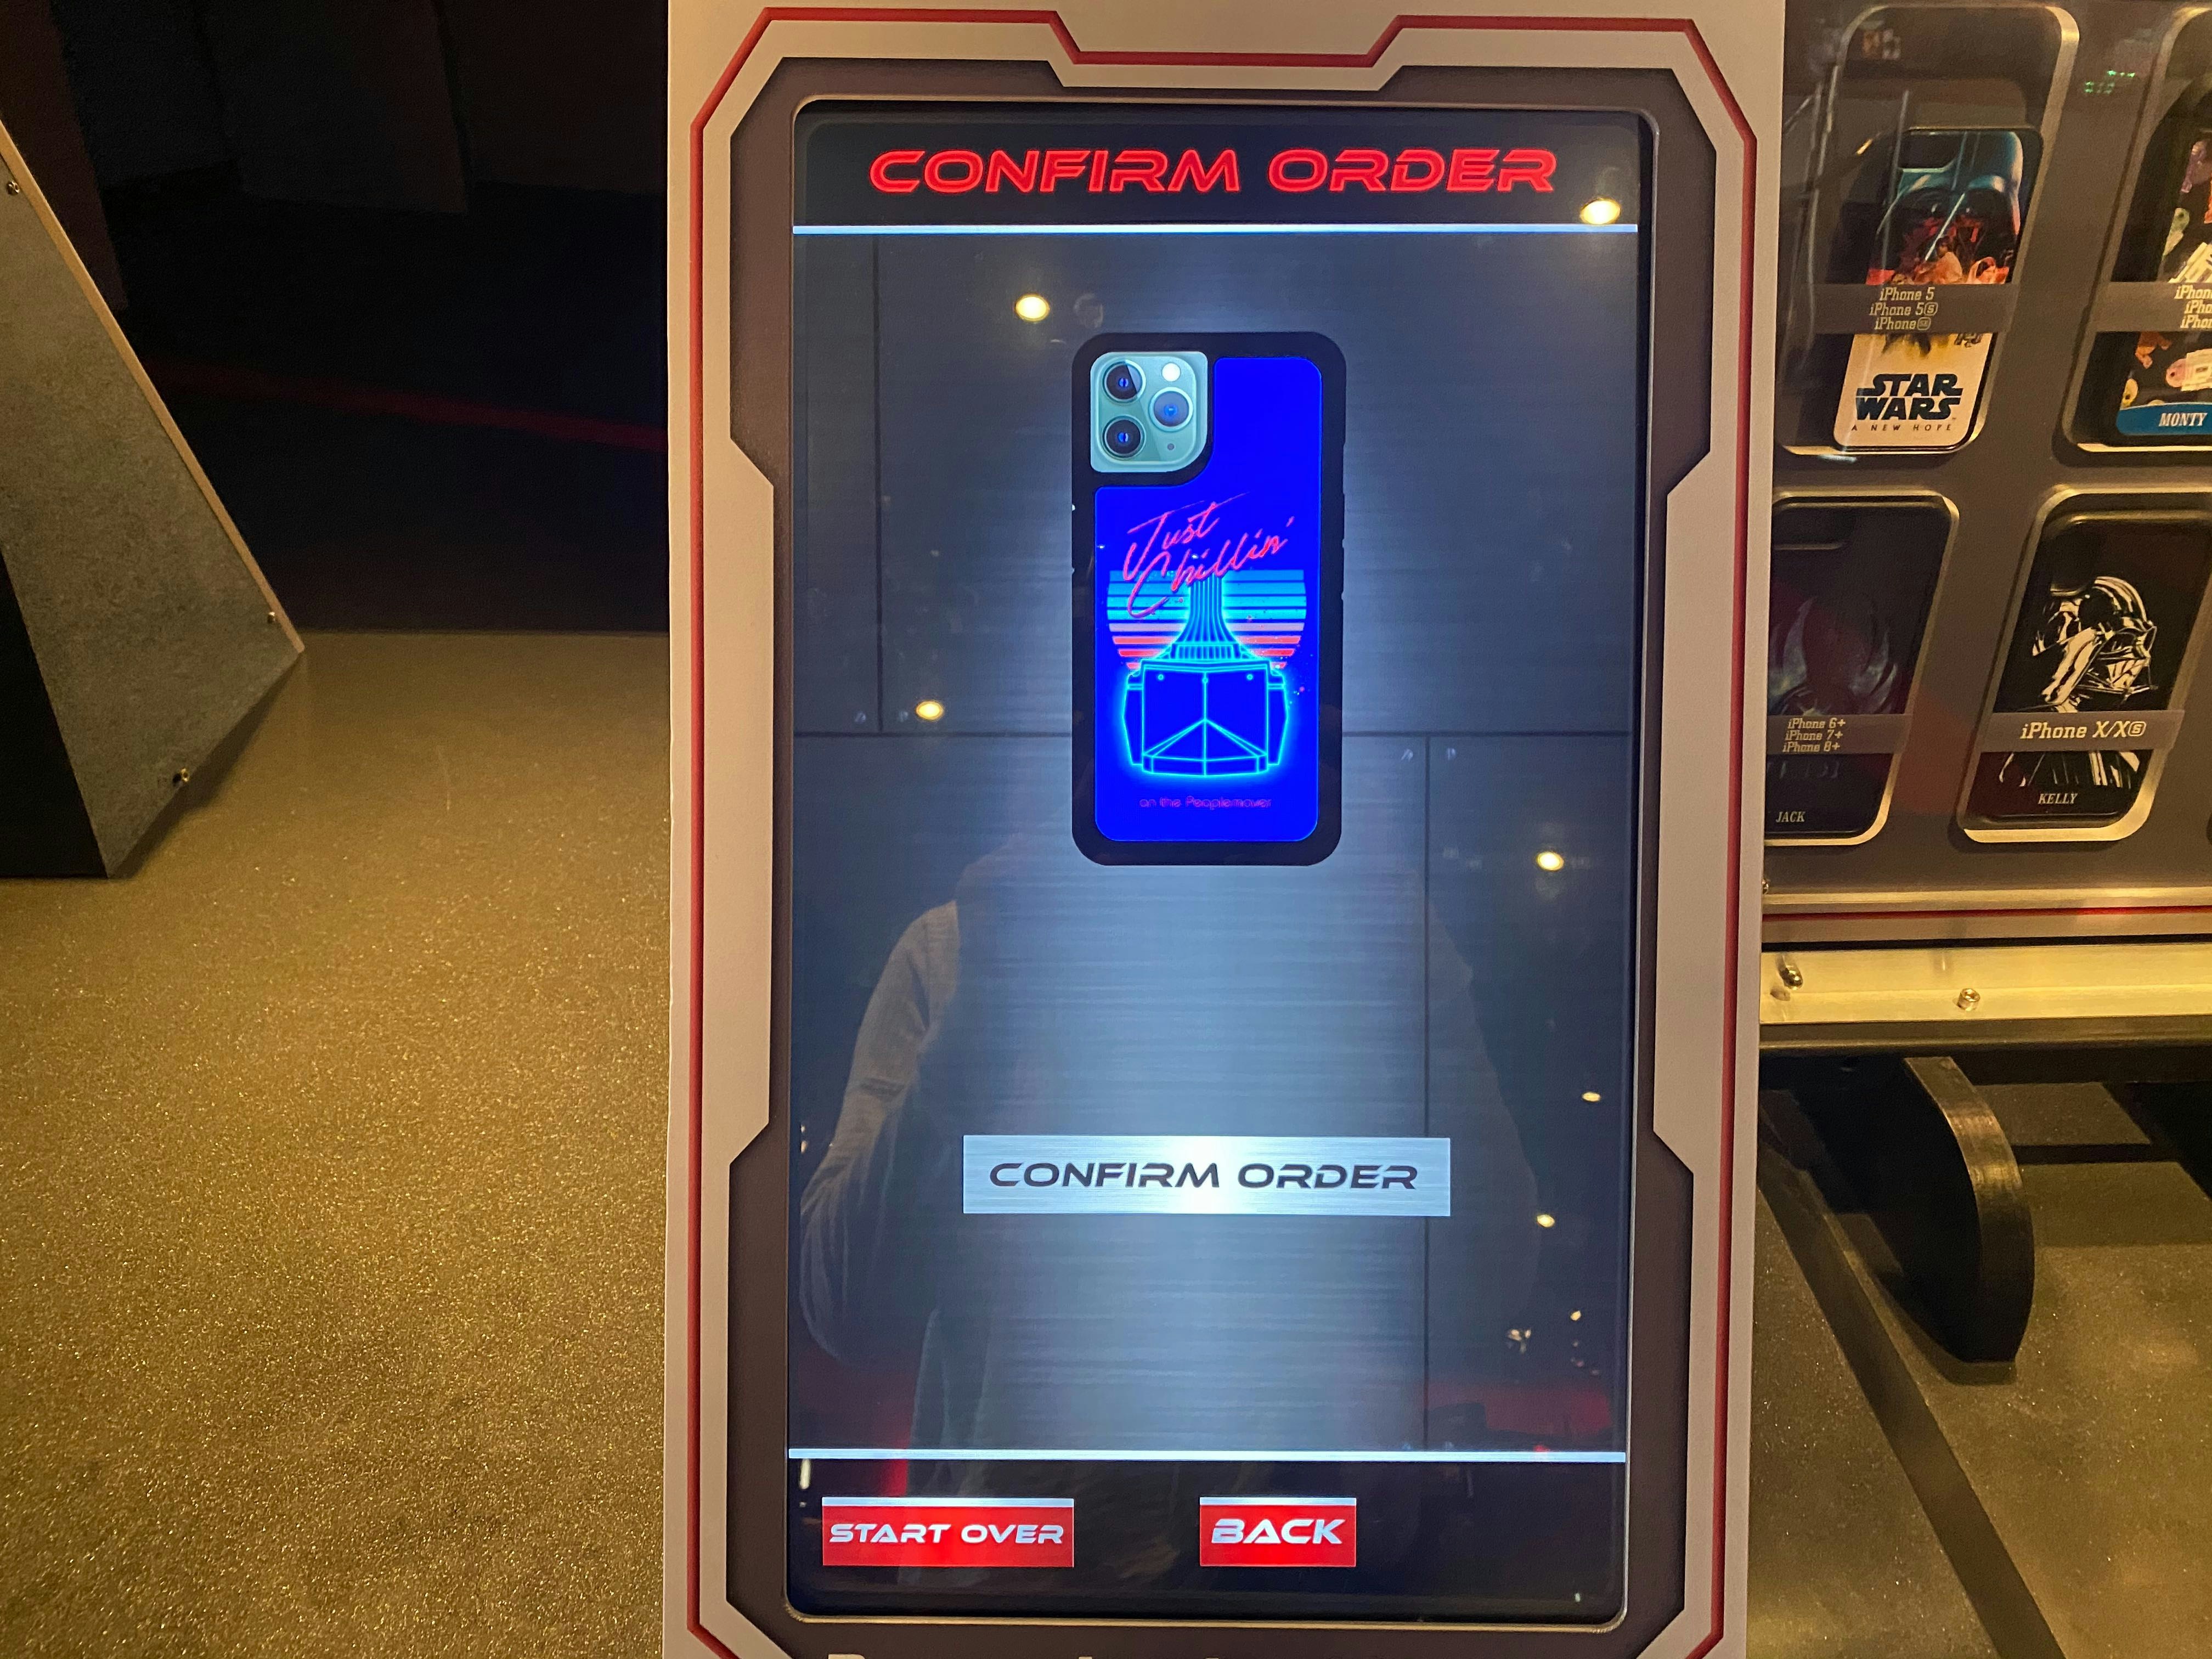 CONFIRM ORDER
Just
Chillin'
on the Peoplemover
CONFIRM ORDER
START OVER
BACK
iPhone 5
iPhone 5S
iPhone SE
STAR
WARS
A NEW HOPE
MONTY
iPhone 6+
iPhone 7+
iPhone 8+
JACK
iPhone X/XS
KELLY